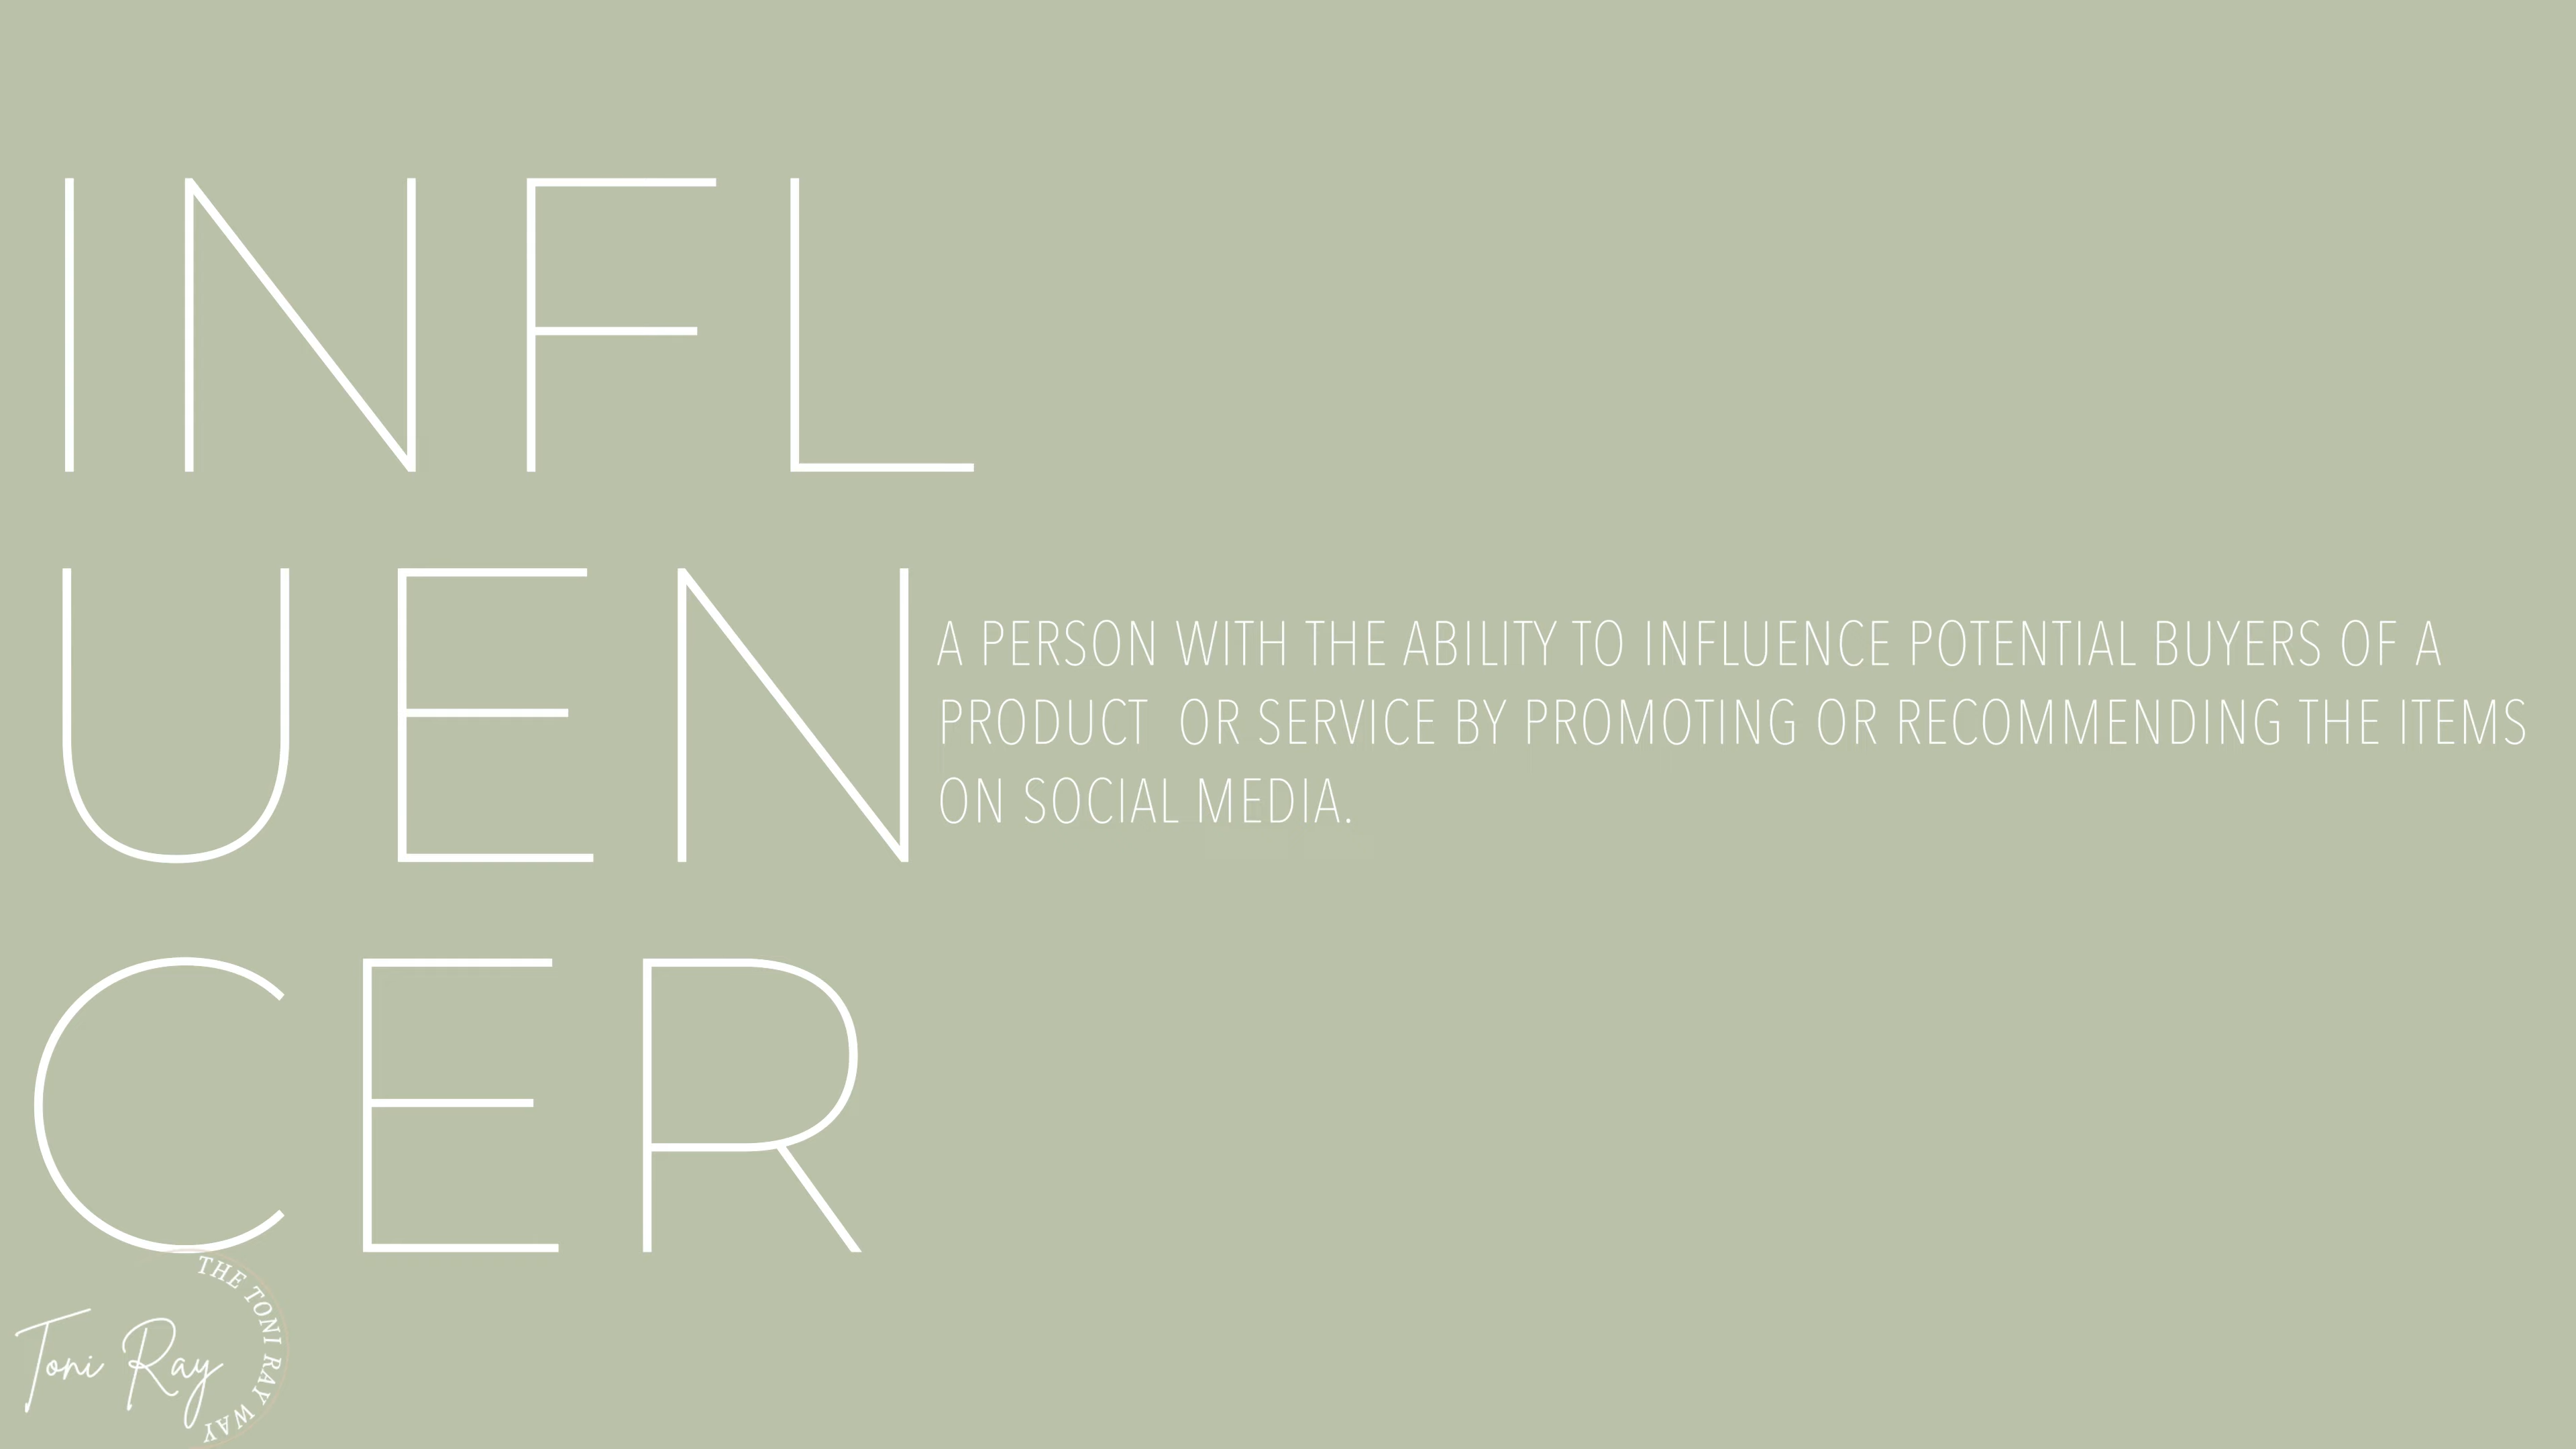 INFL
UEN
CER
A PERSON WITH THE ABILITY TO INFLUENCE POTENTIAL BUYERS OF A
PRODUCT  OR SERVICE BY PROMOTING OR RECOMMENDING THE ITEMS
ON SOCIAL MEDIA.
Toni Ray
THE TONI RAY WAY